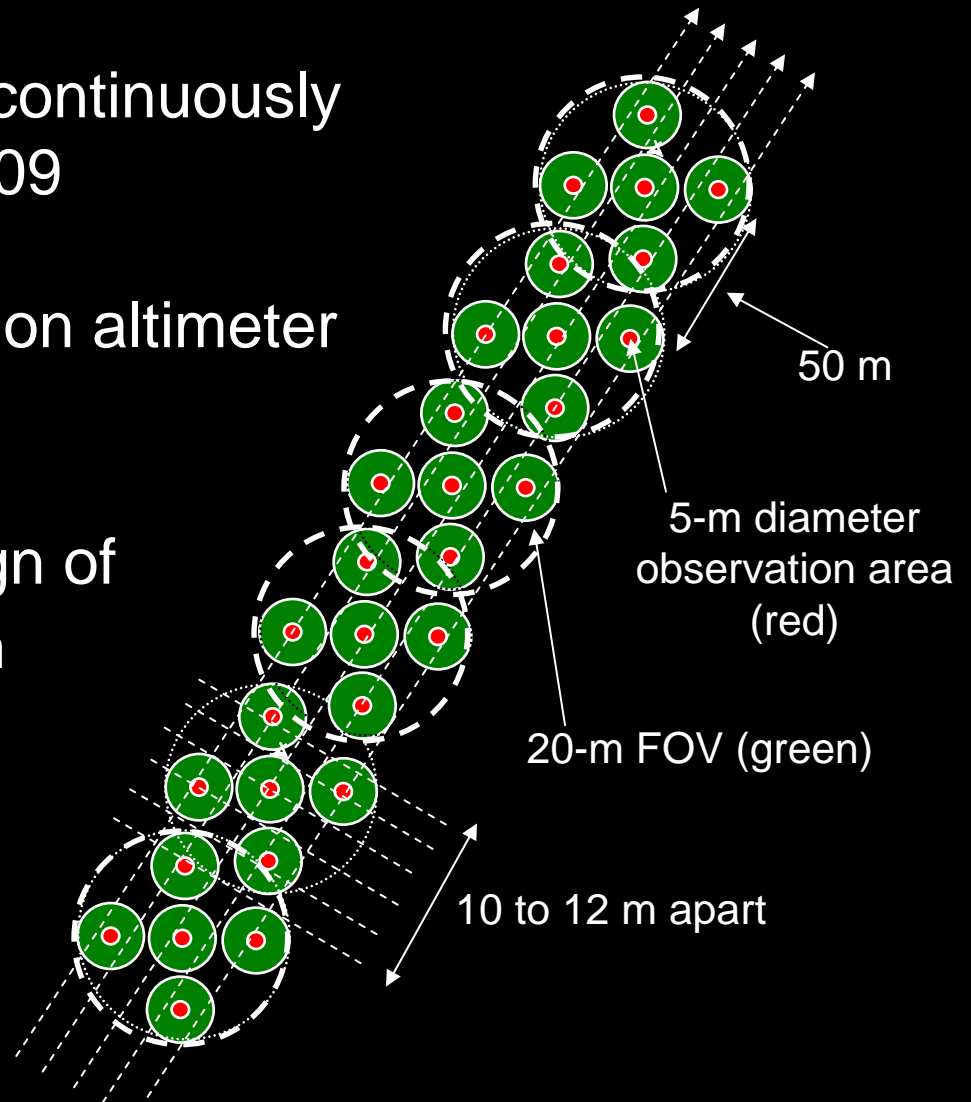 continuously
09
on altimeter
gn of
50 m
5-m diameter
observation area
(red)
20-m FOV (green)
10 to 12 m apart